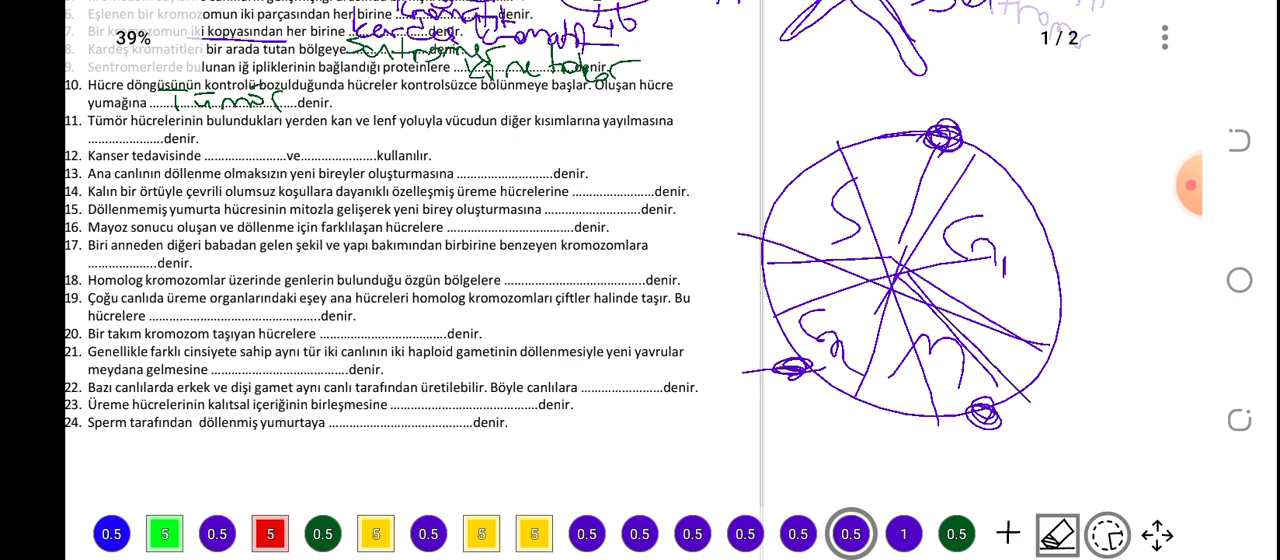 6. Eşlenen bir kromozomun iki parçasından her birine ........denir.
7. Bir kromozomun iki kopyasından her birine ........denir.
kardeş kromatit 46
39%
1 / 2
8. Kardeş kromatitleri bir arada tutan bölgeye........denir.
sentromer
9. Sentromerlerde bulunan iğ ipliklerinin bağlandığı proteinlere ........denir.
kinetokor
10. Hücre döngüsünün kontrolü bozulduğunda hücreler kontrolsüzce bölünmeye başlar. Oluşan hücre
yumağına ........denir.
Tümör
11. Tümör hücrelerinin bulundukları yerden kan ve lenf yoluyla vücudun diğer kısımlarına yayılmasına
........denir.
12. Kanser tedavisinde ........ve........kullanılır.
13. Ana canlının döllenme olmaksızın yeni bireyler oluşturmasına ........denir.
14. Kalın bir örtüyle çevrili olumsuz koşullara dayanıklı özelleşmiş üreme hücrelerine ........denir.
15. Döllenmemiş yumurta hücresinin mitozla gelişerek yeni birey oluşturmasına ........denir.
16. Mayoz sonucu oluşan ve döllenme için farklılaşan hücrelere ........denir.
17. Biri anneden diğeri babadan gelen şekil ve yapı bakımından birbirine benzeyen kromozomlara
........denir.
18. Homolog kromozomlar üzerinde genlerin bulunduğu özgün bölgelere ........denir.
19. Çoğu canlıda üreme organlarındaki eşey ana hücreleri homolog kromozomları çiftler halinde taşır. Bu
hücrelere ........denir.
20. Bir takım kromozom taşıyan hücrelere ........denir.
21. Genellikle farklı cinsiyete sahip aynı tür iki canlının iki haploid gametinin döllenmesiyle yeni yavrular
meydana gelmesine ........denir.
22. Bazı canlılarda erkek ve dişi gamet aynı canlı tarafından üretilebilir. Böyle canlılara ........denir.
23. Üreme hücrelerinin kalıtsal içeriğinin birleşmesine ........denir.
24. Sperm tarafından döllenmiş yumurtaya ........denir.
S
G1
G2
M
0.5 5 0.5 5 0.5 5 0.5 5 5 0.5 0.5 0.5 0.5 0.5 0.5 1 0.5